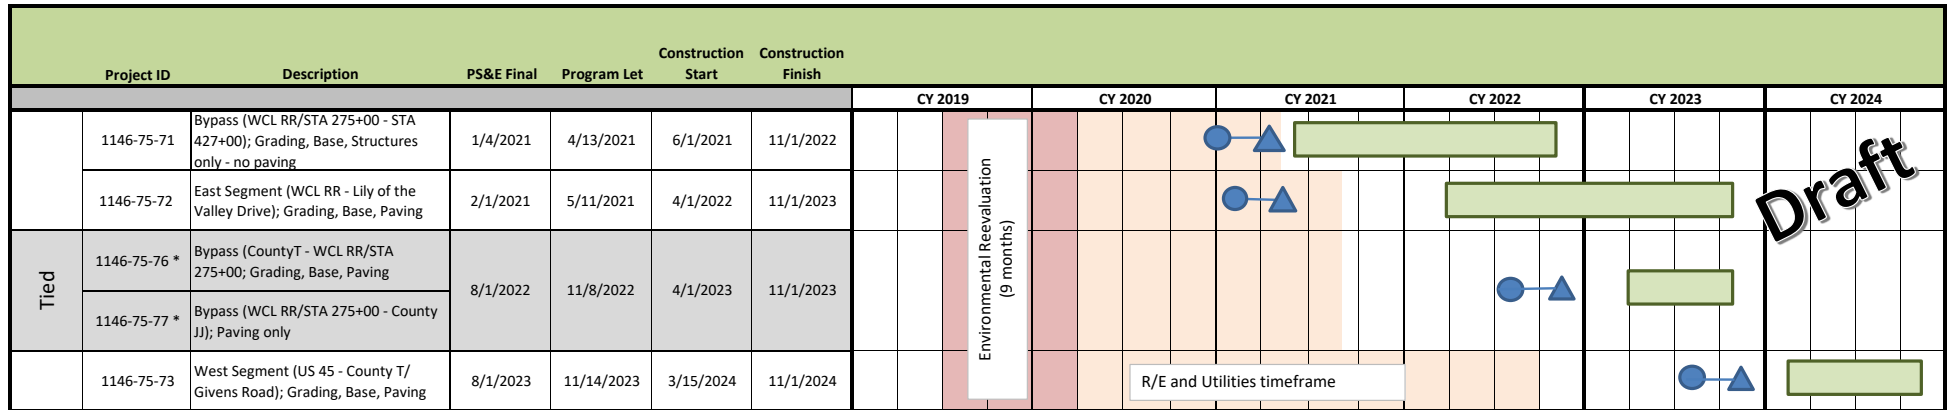 Project ID
Description
PS&E Final
Program Let
Construction
Start
Construction
Finish
CY 2019
CY 2020
CY 2021
CY 2022
CY 2023
CY 2024
1146-75-71
Bypass (WCL RR/STA 275+00 - STA
427+00); Grading, Base, Structures
only - no paving
1/4/2021
4/13/2021
6/1/2021
11/1/2022
1146-75-72
East Segment (WCL RR - Lily of the
Valley Drive); Grading, Base, Paving
2/1/2021
5/11/2021
4/1/2022
11/1/2023
Tied
1146-75-76 *
Bypass (CountyT - WCL RR/STA
275+00; Grading, Base, Paving
1146-75-77 *
Bypass (WCL RR/STA 275+00 - County
JJ); Paving only
8/1/2022
11/8/2022
4/1/2023
11/1/2023
1146-75-73
West Segment (US 45 - County T/
Givens Road); Grading, Base, Paving
8/1/2023
11/14/2023
3/15/2024
11/1/2024
Environmental Reevaluation
(9 months)
R/E and Utilities timeframe
Draft